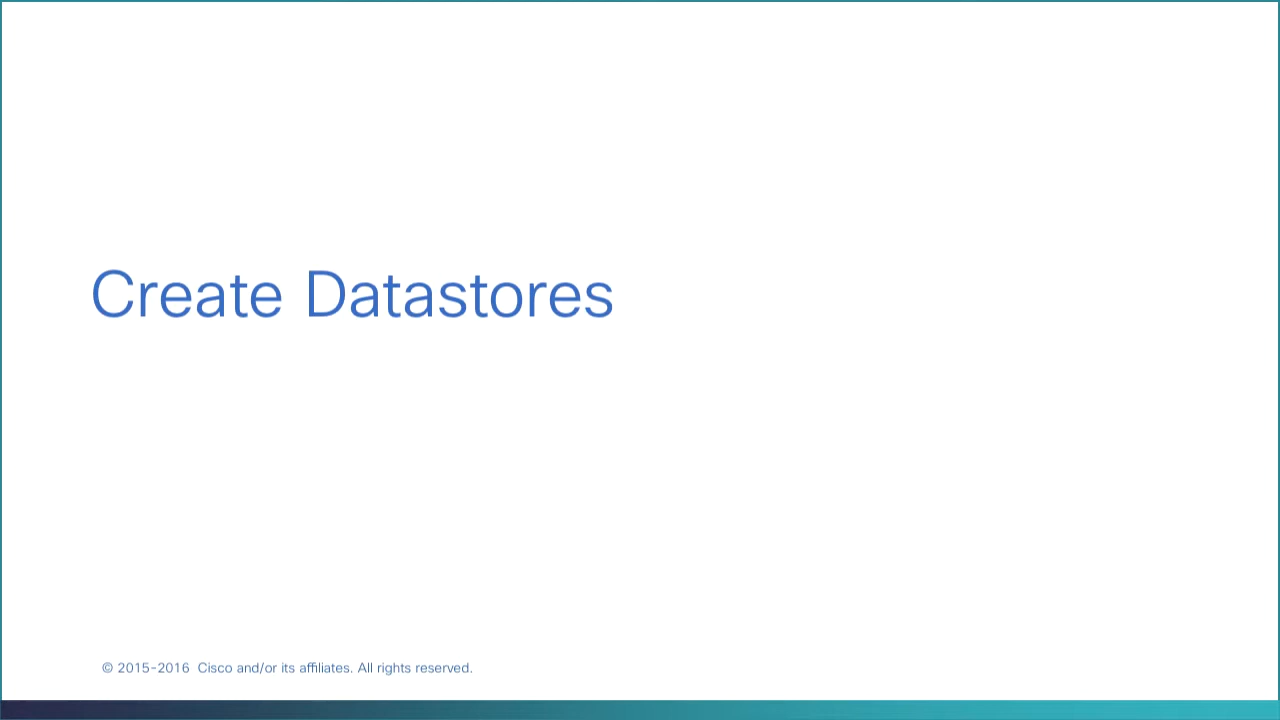 Create Datastores
© 2015-2016  Cisco and/or its affiliates. All rights reserved.